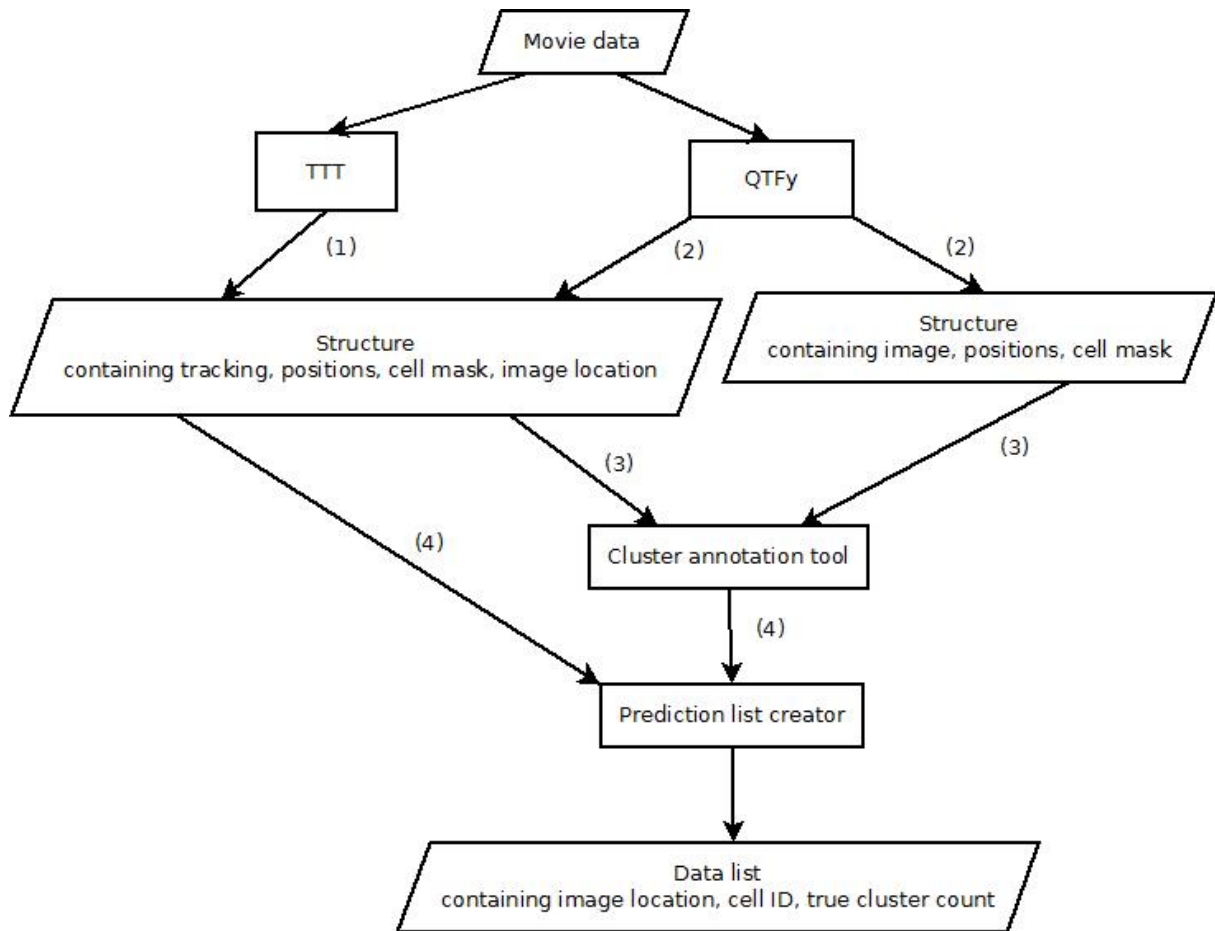 Movie data
TTT
QTFy
(1)
(2)
(2)
Structure
containing tracking, positions, cell mask, image location
Structure
containing image, positions, cell mask
(3)
(3)
(4)
Cluster annotation tool
(4)
Prediction list creator
Data list
containing image location, cell ID, true cluster count